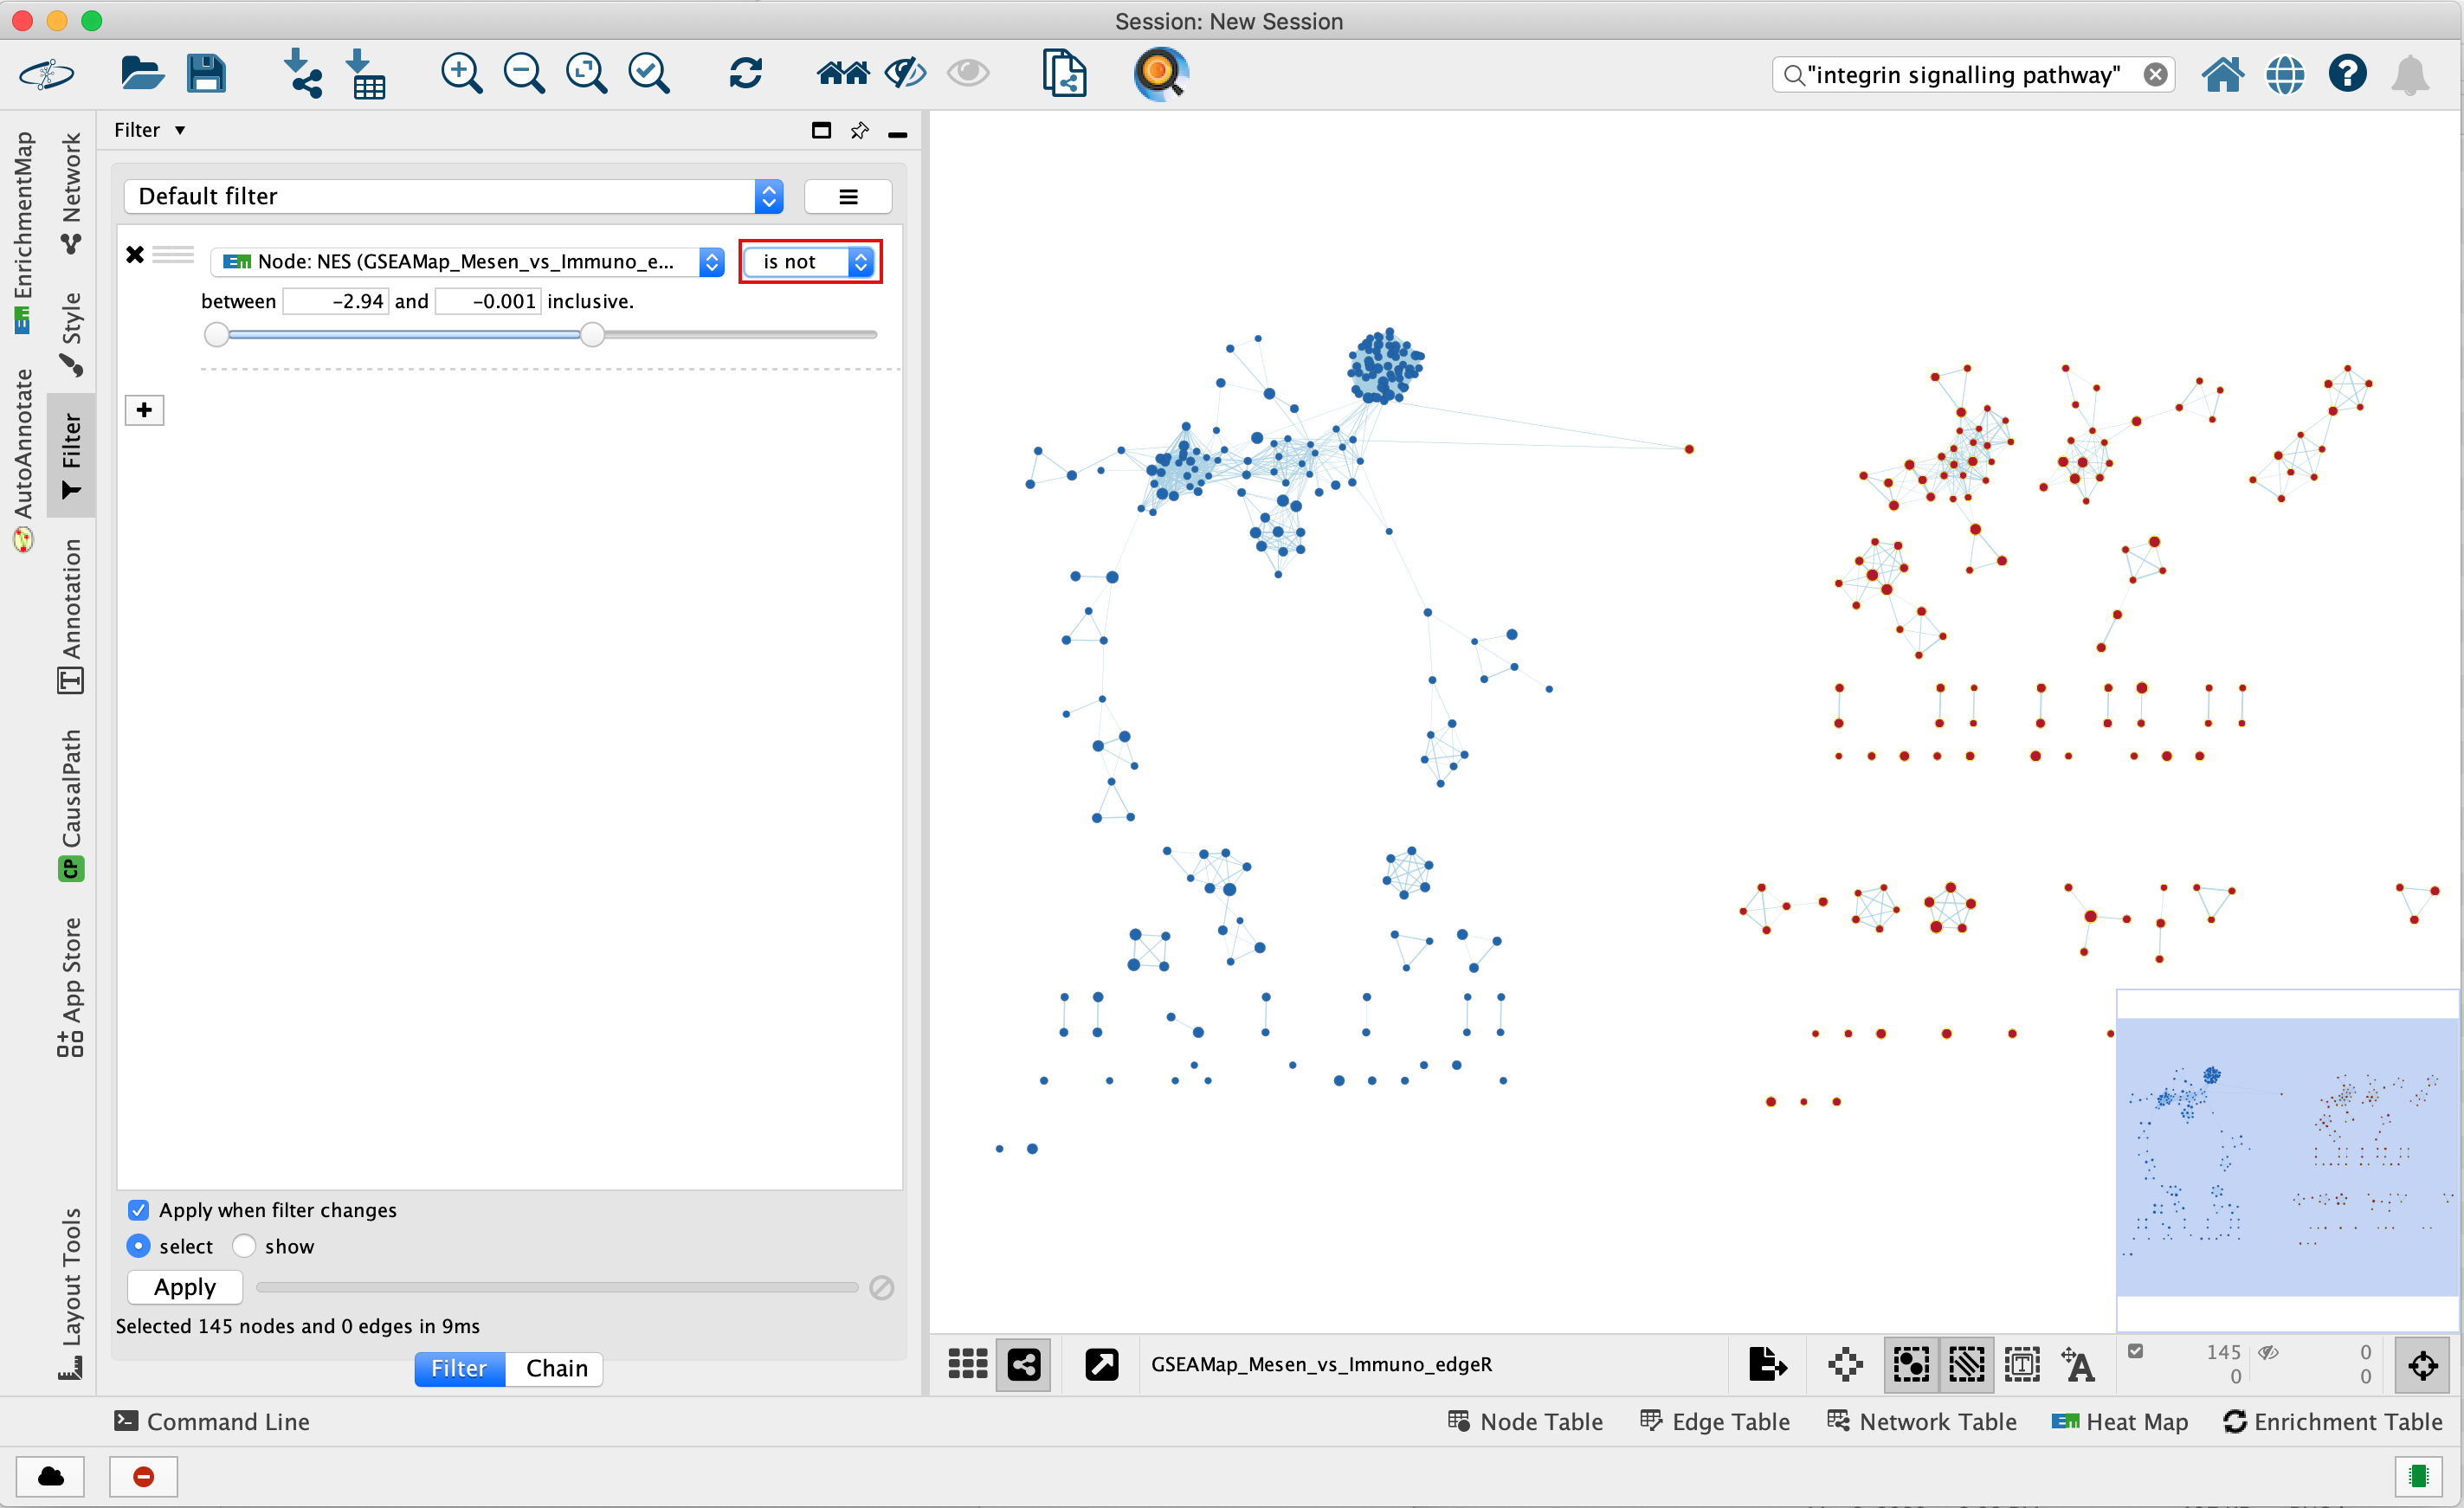 Session: New Session
"integrin signalling pathway"
EnrichmentMap
AutoAnnotate
Network
Style
Filter
Annotation
CP CausalPath
App Store
Layout Tools
Filter
Default filter
Em Node: NES (GSEAMap_Mesen_vs_Immuno_e... is not
between -2.94 and -0.001 inclusive.
Apply when filter changes
select show
Apply
Selected 145 nodes and 0 edges in 9ms
Filter Chain
GSEAMap_Mesen_vs_Immuno_edgeR
145 0
0 0
Command Line
Node Table Edge Table Network Table Em Heat Map Enrichment Table